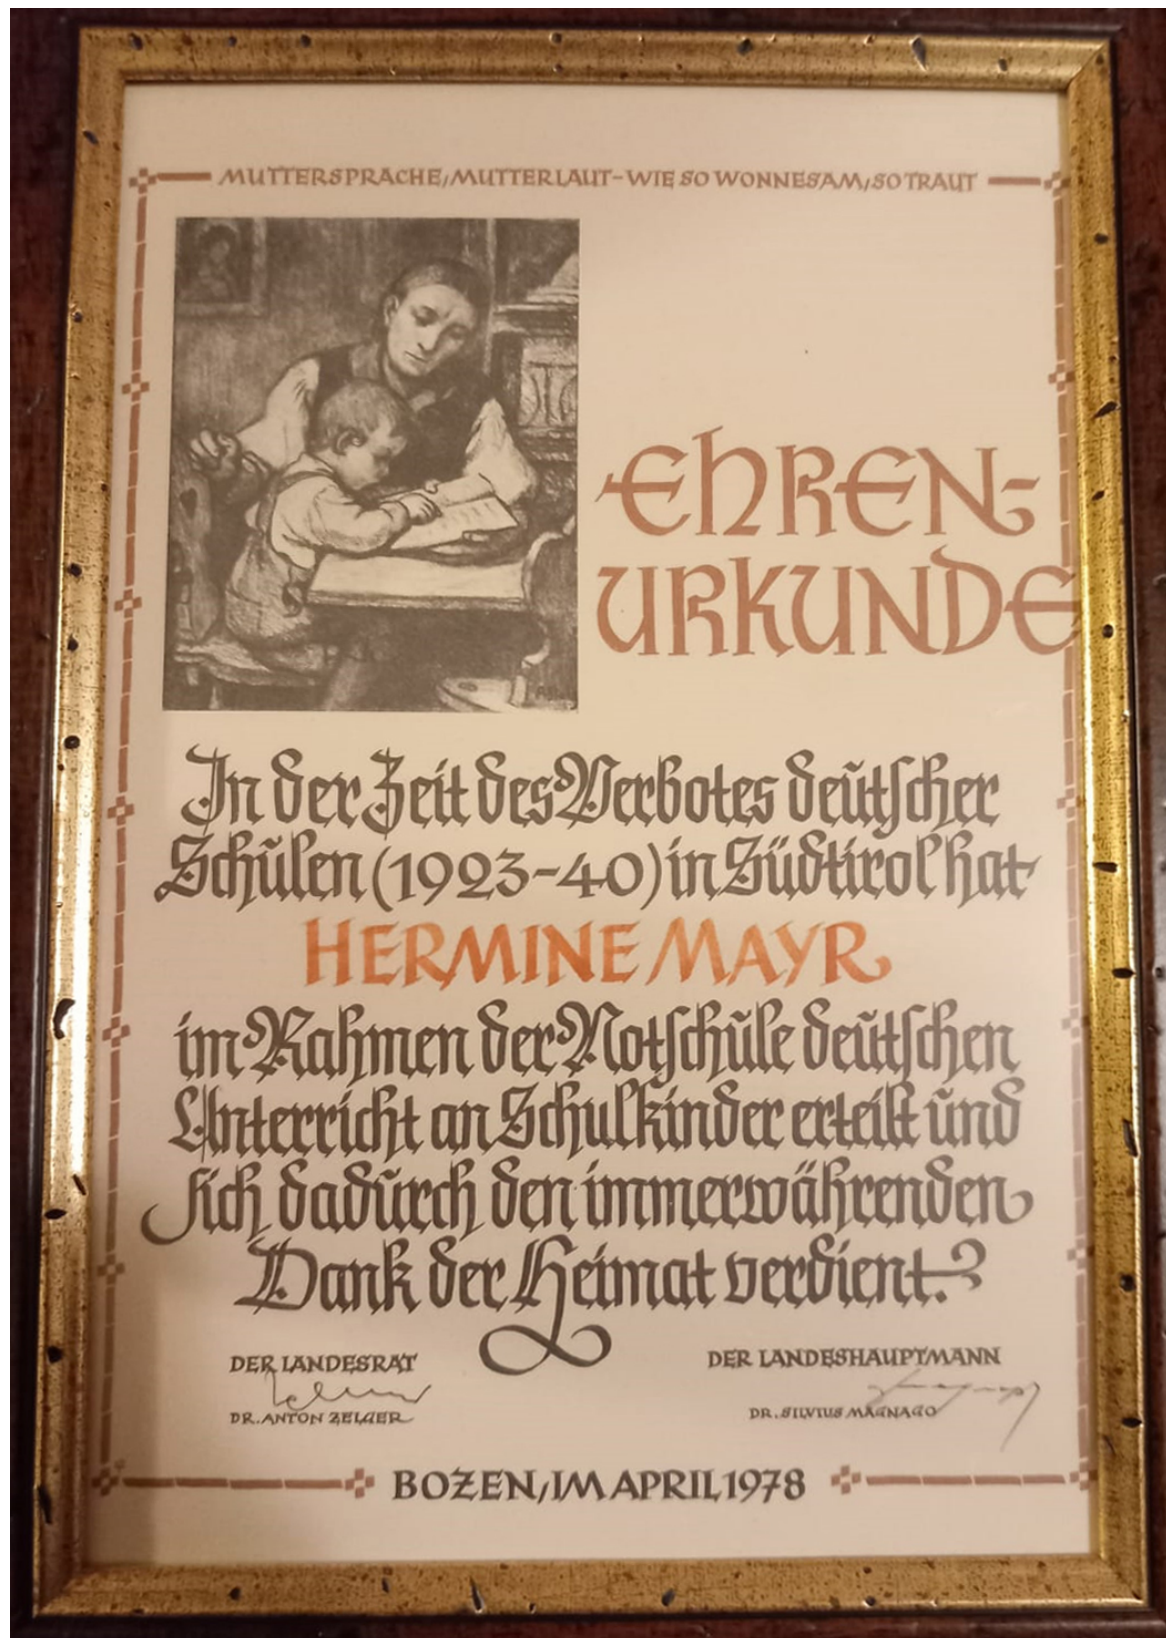 MUTTERSPRACHE, MUTTERLAUT - WIE SO WONNESAM, SO TRAUT
EHREN-
URKUNDE
In der Zeit des Verbotes deutscher
Schulen (1923-40) in Südtirol hat
HERMINE MAYR
im Rahmen der Notschule deutschen
Unterricht an Schulkinder erteilt und
sich dadurch den immerwährenden
Dank der Heimat verdient.
DER LANDESRAT
DR. ANTON ZELGER
DER LANDESHAUPTMANN
DR. SILVIUS MAGNAGO
BOZEN, IM APRIL 1978